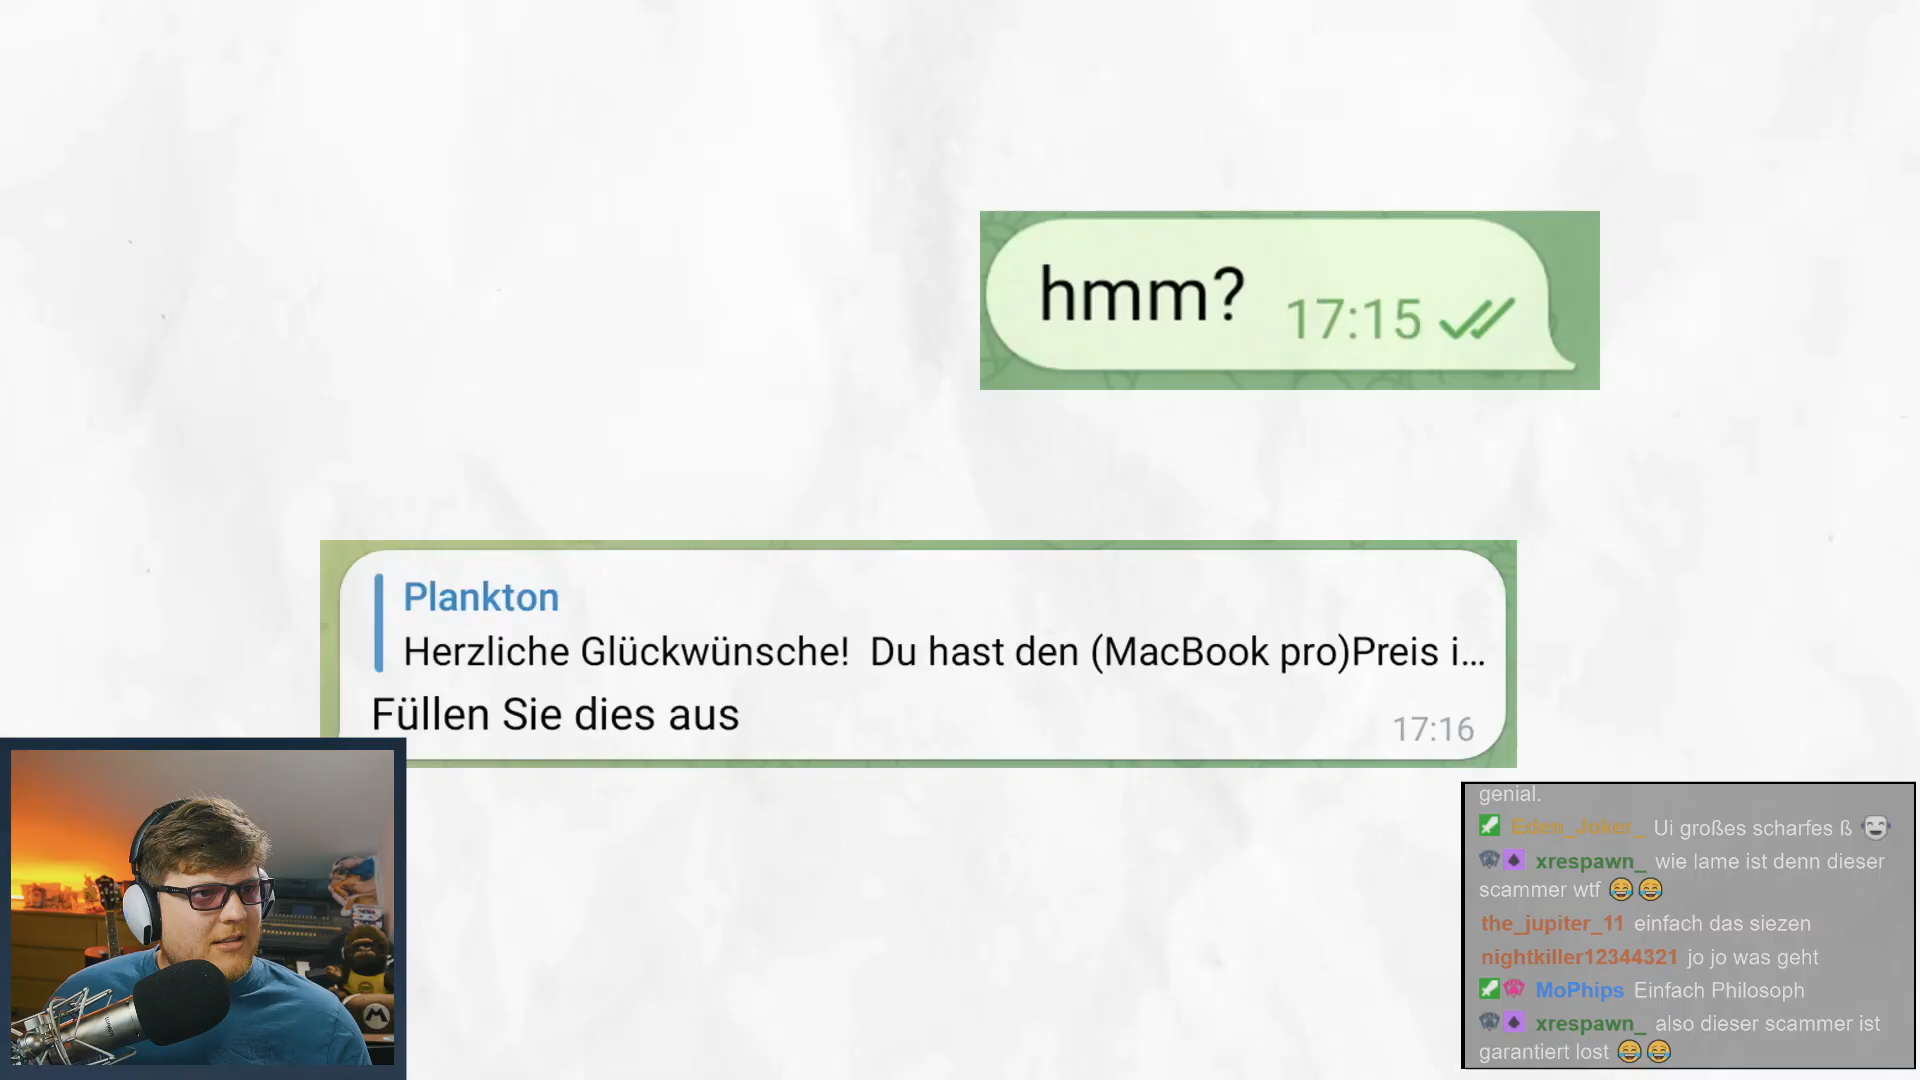 hmm? 17:15
Plankton
Herzliche Glückwünsche!  Du hast den (MacBook pro)Preis i...
Füllen Sie dies aus
17:16
genial.
Eden_Joker_ Ui großes scharfes ß
xrespawn_ wie lame ist denn dieser
scammer wtf 😂😂
the_jupiter_11 einfach das siezen
nightkiller12344321 jo jo was geht
MoPhips Einfach Philosoph
xrespawn_ also dieser scammer ist
garantiert lost 😂😂